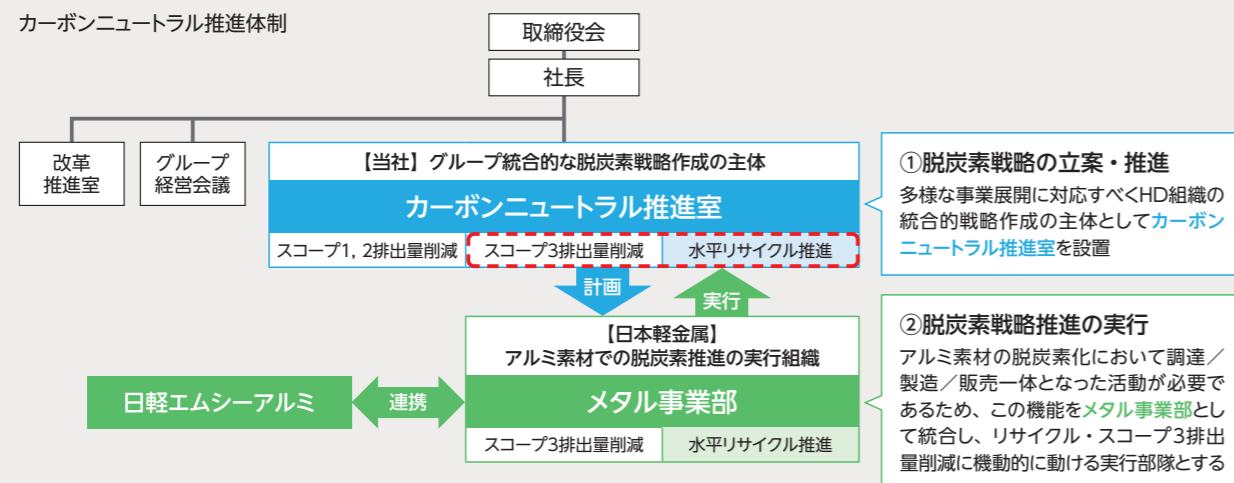 カーボンニュートラル推進体制
取締役会
社長
改革
推進室
グループ
経営会議
【当社】グループ統合的な脱炭素戦略作成の主体
カーボンニュートラル推進室
スコープ1, 2排出量削減
スコープ3排出量削減
水平リサイクル推進
①脱炭素戦略の立案・推進
多様な事業展開に対応すべくHD組織の
統合的戦略作成の主体としてカーボン
ニュートラル推進室を設置
計画
実行
【日本軽金属】
アルミ素材での脱炭素推進の実行組織
メタル事業部
スコープ3排出量削減
水平リサイクル推進
日軽エムシーアルミ
連携
②脱炭素戦略推進の実行
アルミ素材の脱炭素化において調達／
製造／販売一体となった活動が必要で
あるため、この機能をメタル事業部とし
て統合し、リサイクル・スコープ3排出
量削減に機動的に動ける実行部隊とする